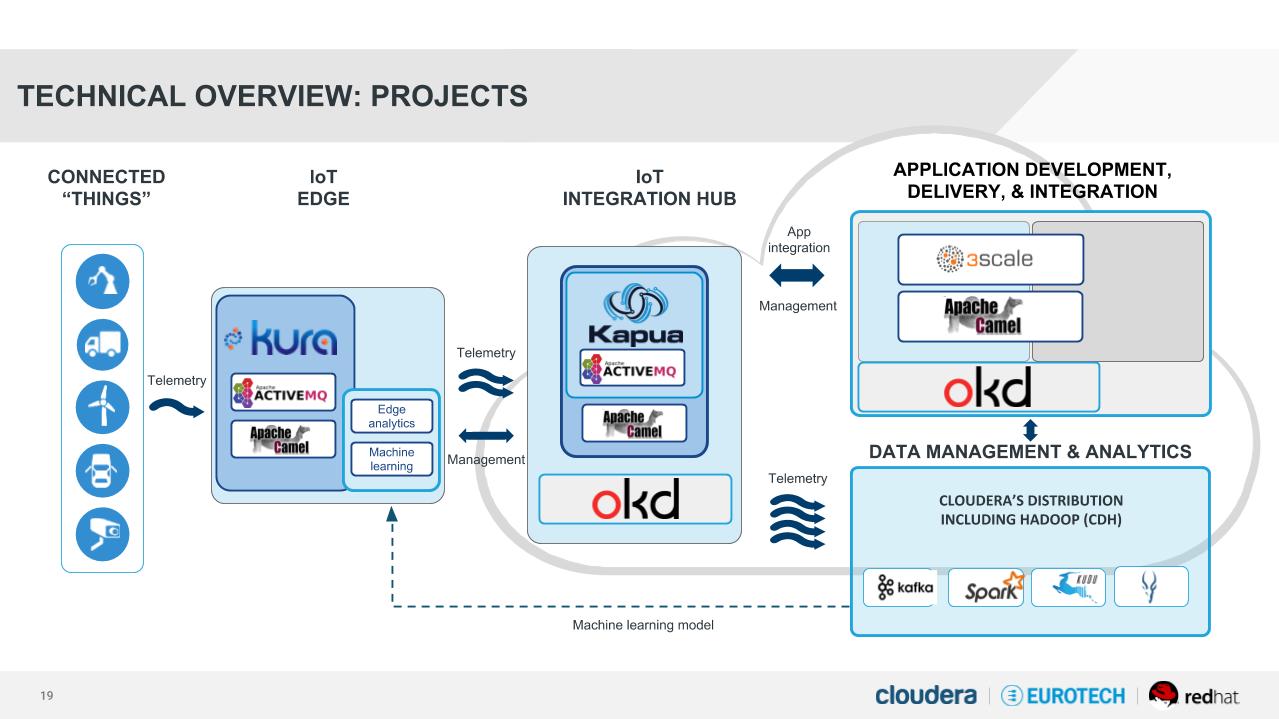 TECHNICAL OVERVIEW: PROJECTS
CONNECTED
“THINGS”
IoT
EDGE
IoT
INTEGRATION HUB
APPLICATION DEVELOPMENT,
DELIVERY, & INTEGRATION
Telemetry
kura
Apache
ACTIVEMQ
Apache
Camel
Edge
analytics
Machine
learning
Telemetry
Management
Kapua
Apache
ACTIVEMQ
Apache
Camel
okd
App
integration
Management
3scale
Apache
Camel
okd
DATA MANAGEMENT & ANALYTICS
Telemetry
CLOUDERA’S DISTRIBUTION
INCLUDING HADOOP (CDH)
kafka
Spark
KUDU
Machine learning model
19
cloudera
EUROTECH
redhat